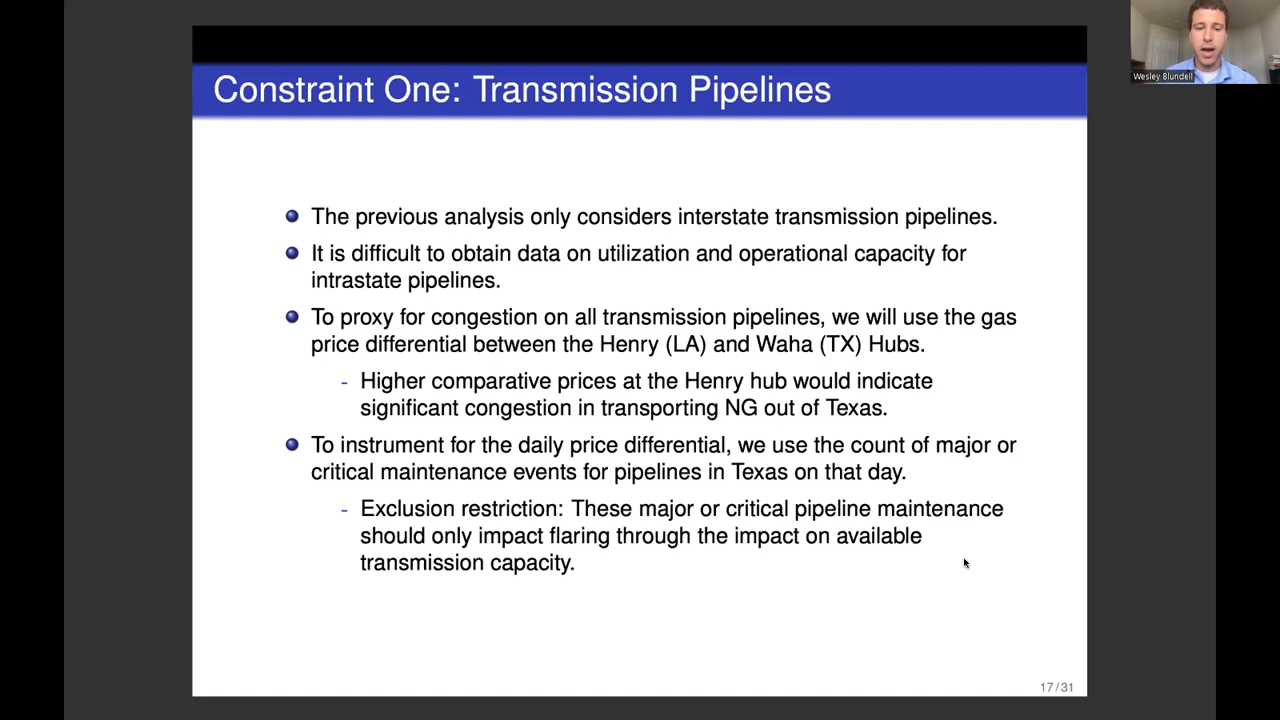 Constraint One: Transmission Pipelines
Wesley Blundell
The previous analysis only considers interstate transmission pipelines.
It is difficult to obtain data on utilization and operational capacity for
intrastate pipelines.
To proxy for congestion on all transmission pipelines, we will use the gas
price differential between the Henry (LA) and Waha (TX) Hubs.
- Higher comparative prices at the Henry hub would indicate
significant congestion in transporting NG out of Texas.
To instrument for the daily price differential, we use the count of major or
critical maintenance events for pipelines in Texas on that day.
- Exclusion restriction: These major or critical pipeline maintenance
should only impact flaring through the impact on available
transmission capacity.
17/31